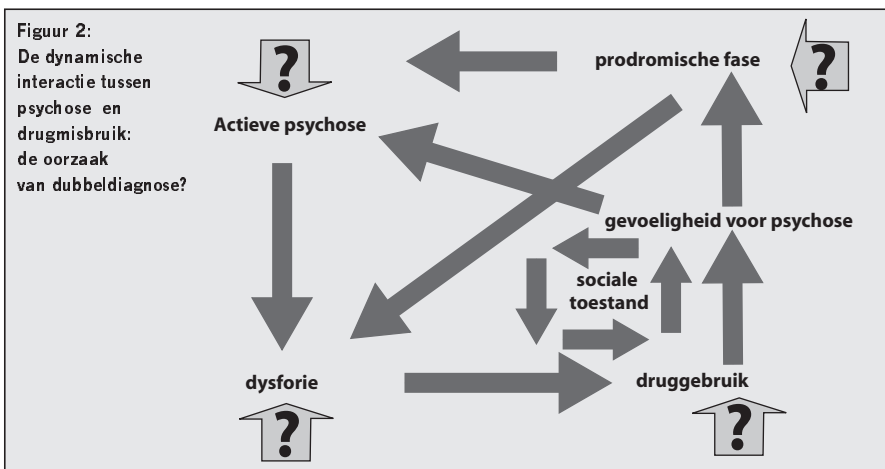 Figuur 2:
De dynamische
interactie tussen
psychose en
drugmisbruik:
de oorzaak
van dubbeldiagnose?
?
prodromische fase
?
Actieve psychose
gevoeligheid voor psychose
sociale
toestand
dysforie
druggebruik
?
?